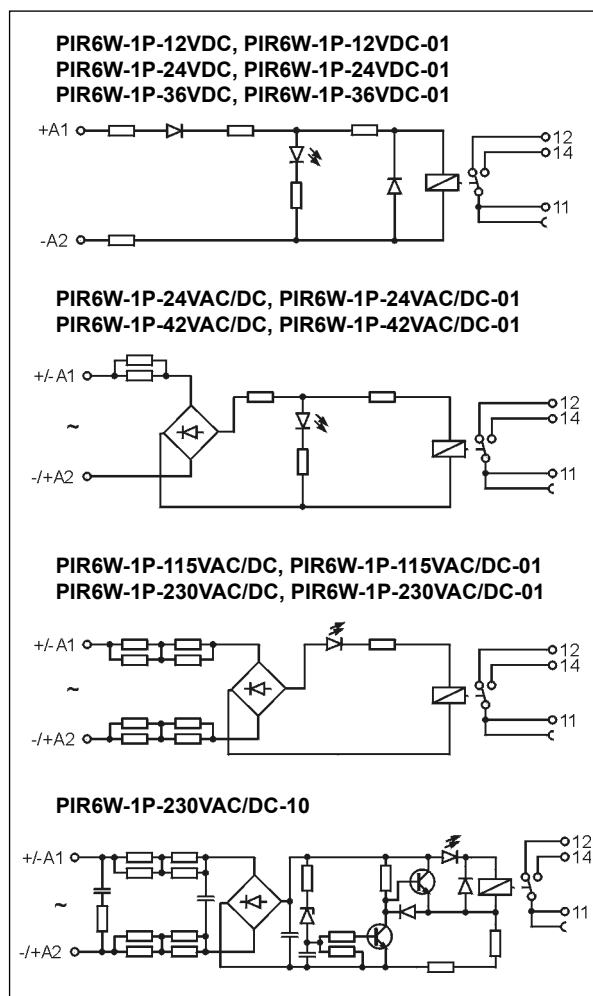 PIR6W-1P-12VDC, PIR6W-1P-12VDC-01
PIR6W-1P-24VDC, PIR6W-1P-24VDC-01
PIR6W-1P-36VDC, PIR6W-1P-36VDC-01
+A1
12
14
11
-A2
PIR6W-1P-24VAC/DC, PIR6W-1P-24VAC/DC-01
PIR6W-1P-42VAC/DC, PIR6W-1P-42VAC/DC-01
+/-A1
12
14
~
11
-/+A2
PIR6W-1P-115VAC/DC, PIR6W-1P-115VAC/DC-01
PIR6W-1P-230VAC/DC, PIR6W-1P-230VAC/DC-01
+/-A1
12
14
~
11
-/+A2
PIR6W-1P-230VAC/DC-10
+/-A1
12
14
~
11
-/+A2